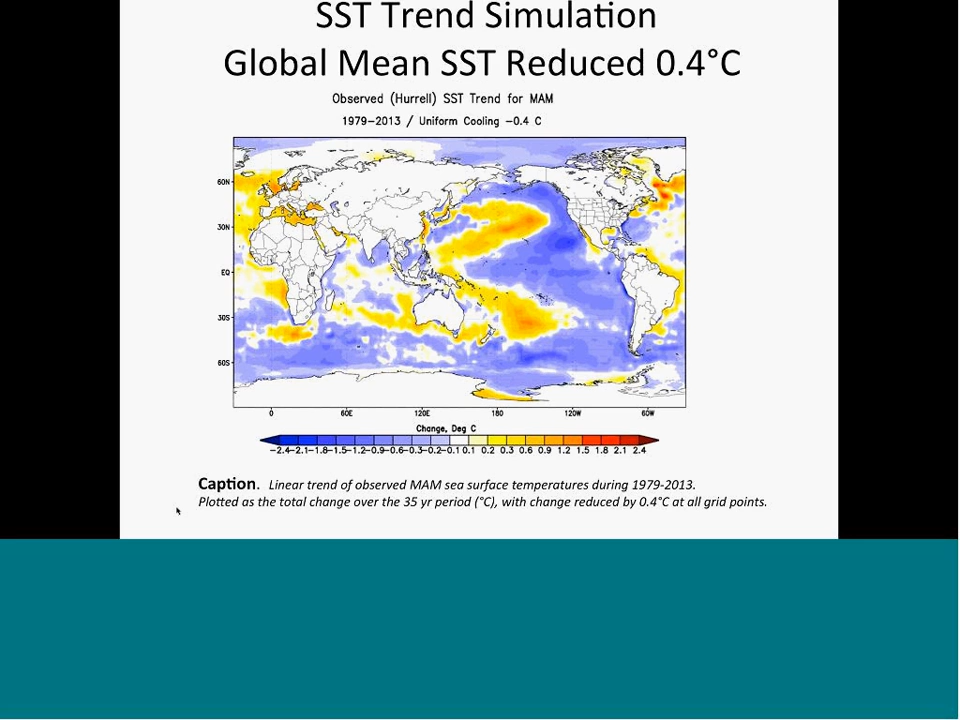 SST Trend Simulation
Global Mean SST Reduced 0.4°C
Observed (Hurrell) SST Trend for MAM
1979-2013 / Uniform Cooling -0.4 C
60N
30N
EQ
30S
60S
0 60E 120E 180 120W 60W
Change, Deg C
-2.4-2.1-1.8-1.5-1.2-0.9-0.6-0.3-0.2-0.1 0.1 0.2 0.3 0.6 0.9 1.2 1.5 1.8 2.1 2.4
Caption. Linear trend of observed MAM sea surface temperatures during 1979-2013.
Plotted as the total change over the 35 yr period (°C), with change reduced by 0.4°C at all grid points.